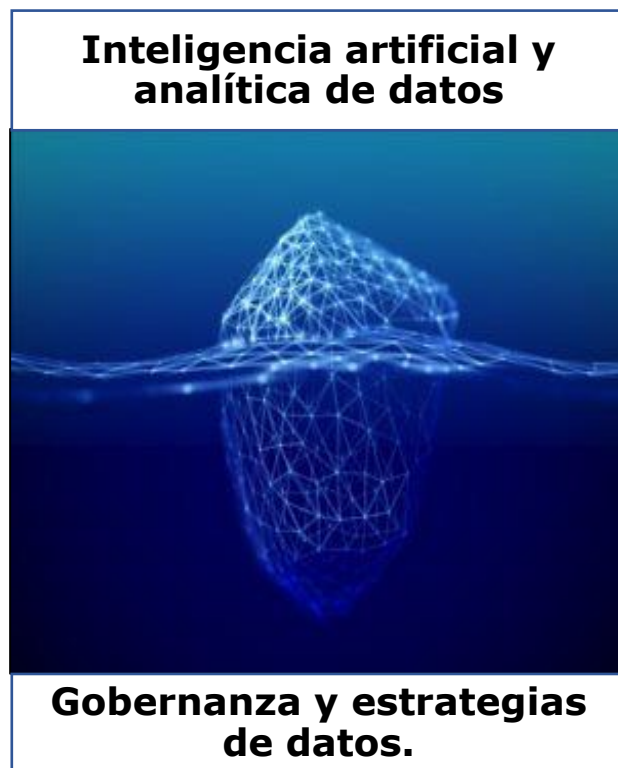 Inteligencia artificial y
analítica de datos
Gobernanza y estrategias
de datos.